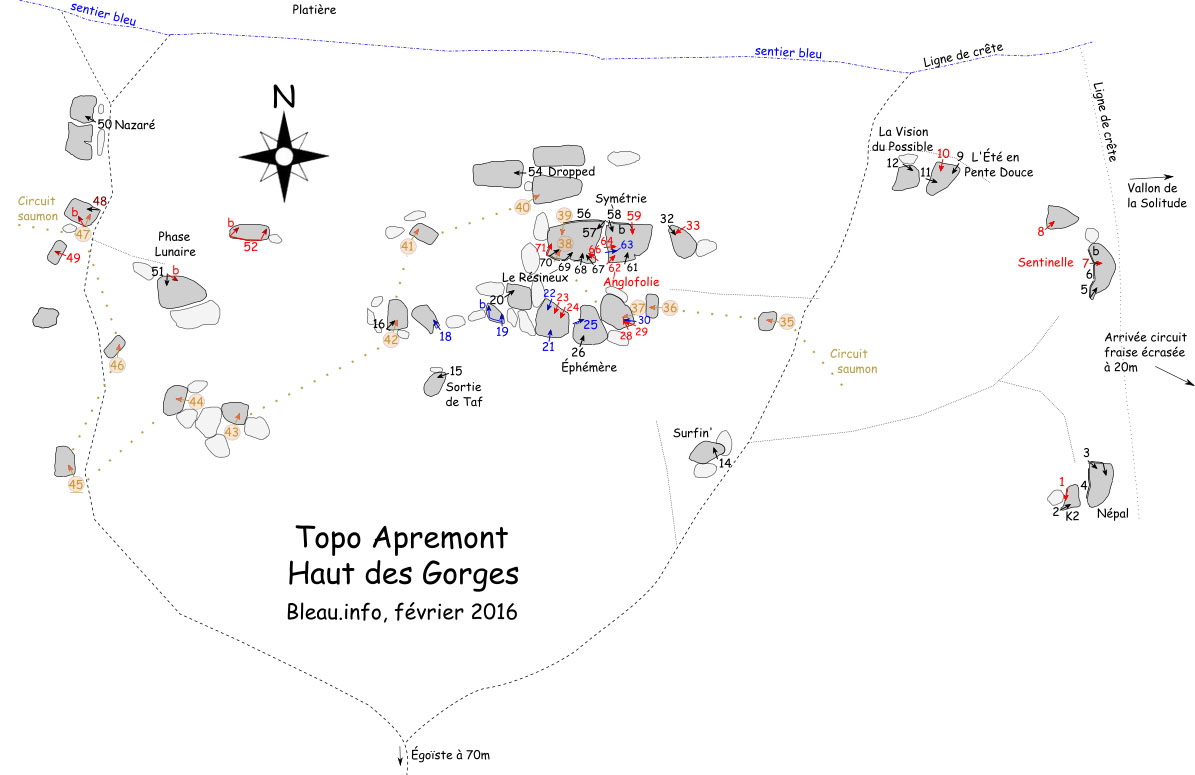 Platière
sentier bleu
sentier bleu
Ligne de crête
Ligne de crête
N
50 Nazaré
La Vision
du Possible
12
11
10
9
L'Été en
Pente Douce
54 Dropped
Vallon de
la Solitude
Circuit
saumon
48
b
47
49
b
52
Phase
Lunaire
51
b
40
41
Symétrie
39
56
58
59
57
b
38
64
63
66
71
70
69
68
67
62
61
32
33
Anglofolie
8
Sentinelle
7
b
6
5
Le Résineux
20
b
19
22
23
24
21
25
26
Éphémère
37
36
30
29
28
35
Circuit
saumon
16
42
18
15
Sortie
de Taf
46
44
43
45
Arrivée circuit
fraise écrasée
à 20m
Surfin'
14
3
4
1
2
K2
Népal
Topo Apremont
Haut des Gorges
Bleau.info, février 2016
Égoïste à 70m